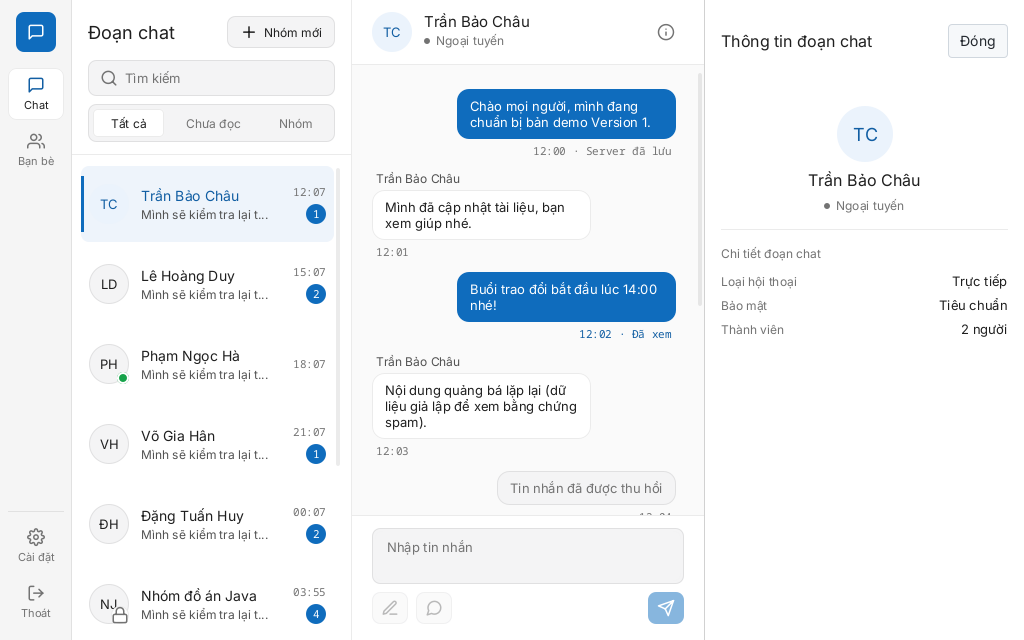 Chat
Bạn bè
Cài đặt
Thoát
Đoạn chat
Nhóm mới
Tìm kiếm
Tất cả
Chưa đọc
Nhóm
TC
Trần Bảo Châu
12:07
Mình sẽ kiểm tra lại t...
1
LD
Lê Hoàng Duy
15:07
Mình sẽ kiểm tra lại t...
2
PH
Phạm Ngọc Hà
18:07
Mình sẽ kiểm tra lại t...
VH
Võ Gia Hân
21:07
Mình sẽ kiểm tra lại t...
1
ĐH
Đặng Tuấn Huy
00:07
Mình sẽ kiểm tra lại t...
2
NJ
Nhóm đồ án Java
03:55
Mình sẽ kiểm tra lại t...
4
TC
Trần Bảo Châu
Ngoại tuyến
Chào mọi người, mình đang
chuẩn bị bản demo Version 1.
12:00 · Server đã lưu
Trần Bảo Châu
Mình đã cập nhật tài liệu, bạn
xem giúp nhé.
12:01
Buổi trao đổi bắt đầu lúc 14:00
nhé!
12:02 · Đã xem
Trần Bảo Châu
Nội dung quảng bá lặp lại (dữ
liệu giả lập để xem bằng chứng
spam).
12:03
Tin nhắn đã được thu hồi
Nhập tin nhắn
Thông tin đoạn chat
Đóng
TC
Trần Bảo Châu
Ngoại tuyến
Chi tiết đoạn chat
Loại hội thoại
Trực tiếp
Bảo mật
Tiêu chuẩn
Thành viên
2 người